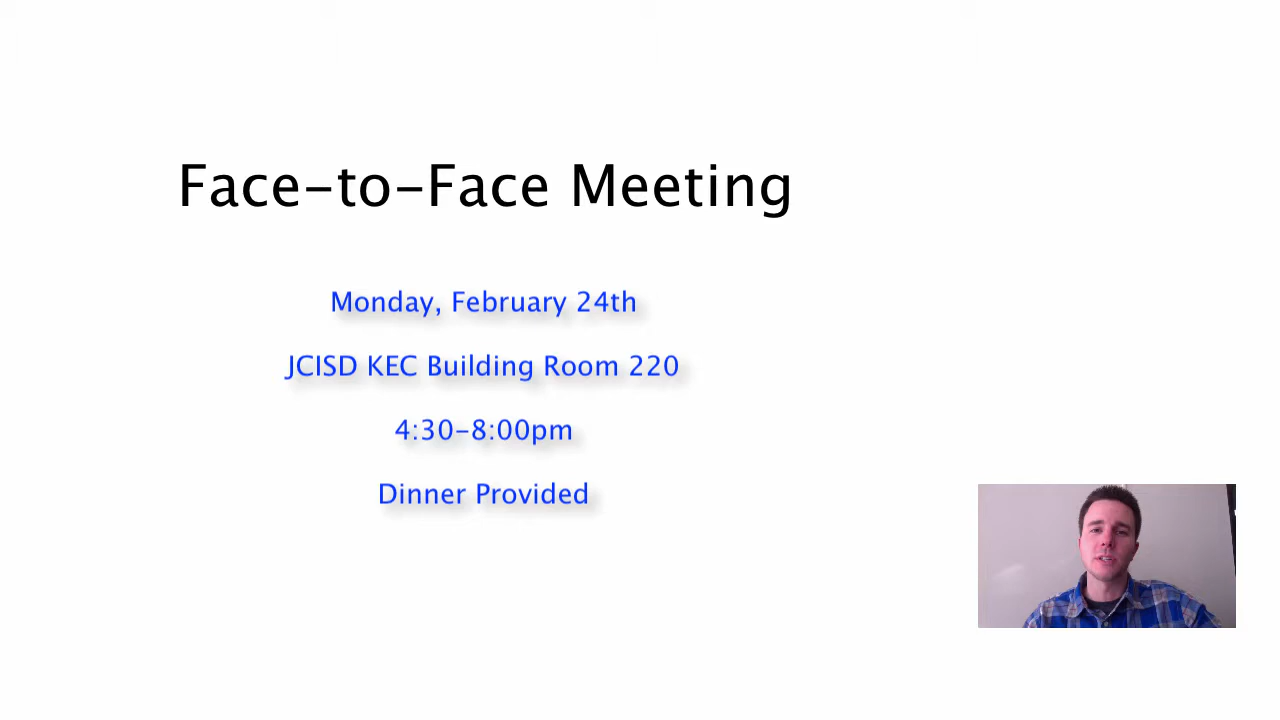 Face-to-Face Meeting
Monday, February 24th
JCISD KEC Building Room 220
4:30-8:00pm
Dinner Provided